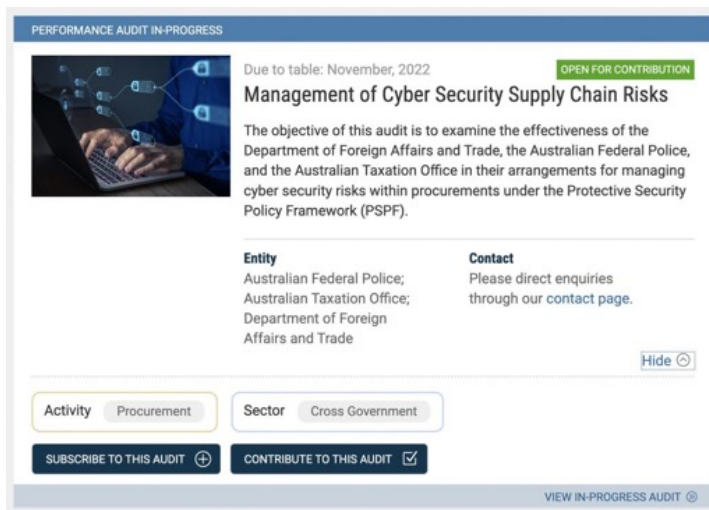 PERFORMANCE AUDIT IN-PROGRESS
Due to table: November, 2022
OPEN FOR CONTRIBUTION
Management of Cyber Security Supply Chain Risks
The objective of this audit is to examine the effectiveness of the
Department of Foreign Affairs and Trade, the Australian Federal Police,
and the Australian Taxation Office in their arrangements for managing
cyber security risks within procurements under the Protective Security
Policy Framework (PSPF).
Entity
Australian Federal Police;
Australian Taxation Office;
Department of Foreign
Affairs and Trade
Contact
Please direct enquiries
through our contact page.
Hide
Activity Procurement
Sector Cross Government
SUBSCRIBE TO THIS AUDIT
CONTRIBUTE TO THIS AUDIT
VIEW IN-PROGRESS AUDIT